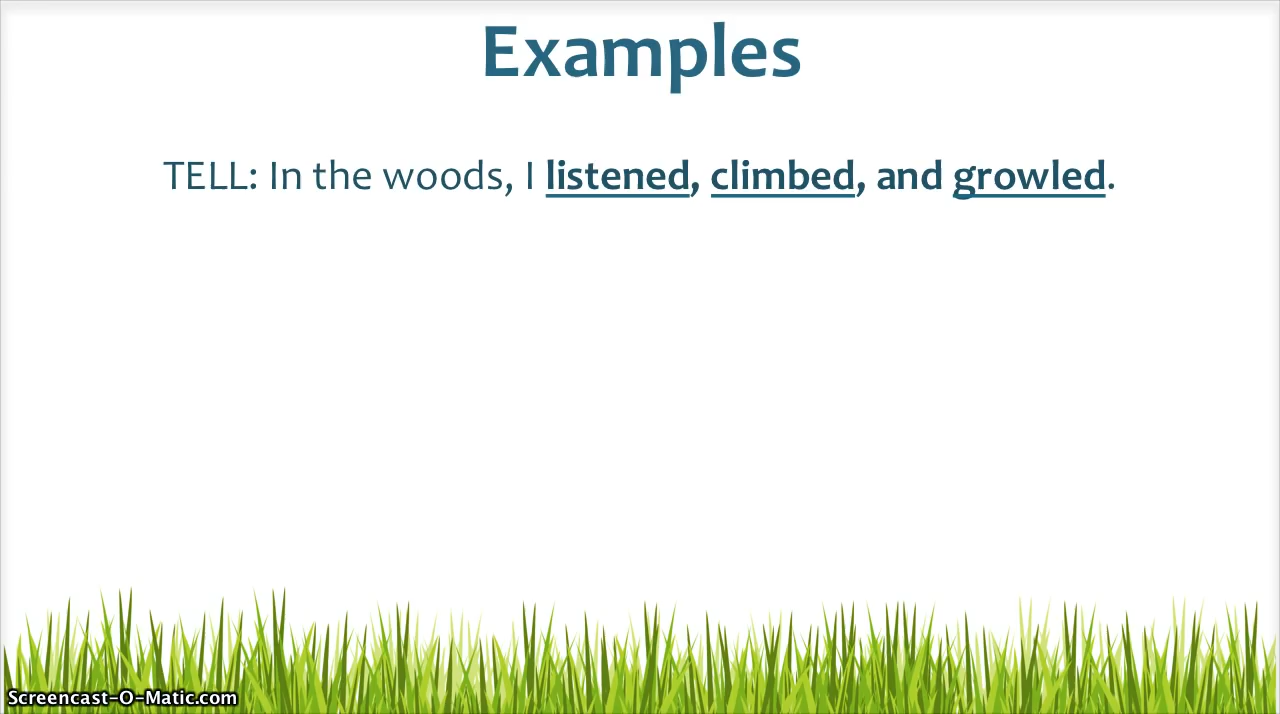 Examples
TELL: In the woods, I listened, climbed, and growled.
Screencast-O-Matic.com